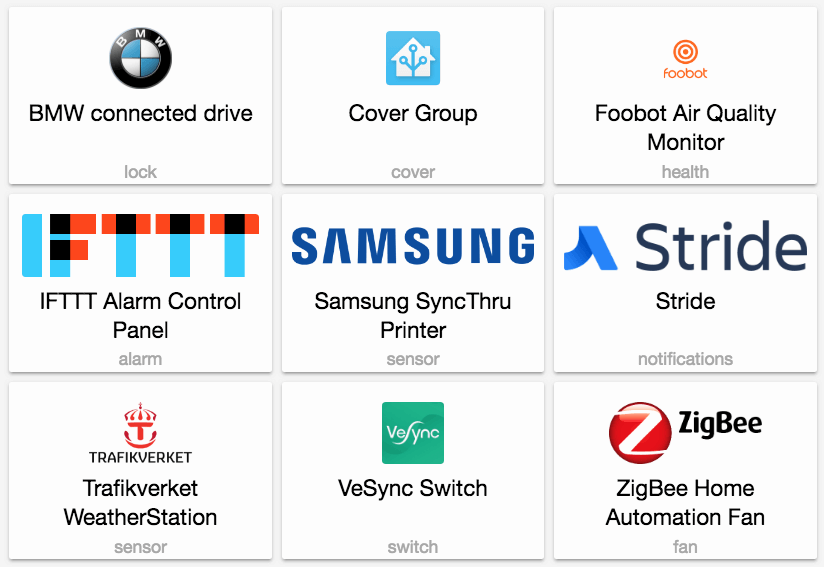 BMW
BMW connected drive
lock
Cover Group
cover
foobot
Foobot Air Quality
Monitor
health
IFTTT
IFTTT Alarm Control
Panel
alarm
SAMSUNG
Samsung SyncThru
Printer
sensor
Stride
Stride
notifications
TRAFIKVERKET
Trafikverket
WeatherStation
sensor
VeSync
VeSync Switch
switch
Z ZigBee
ZigBee Home
Automation Fan
fan